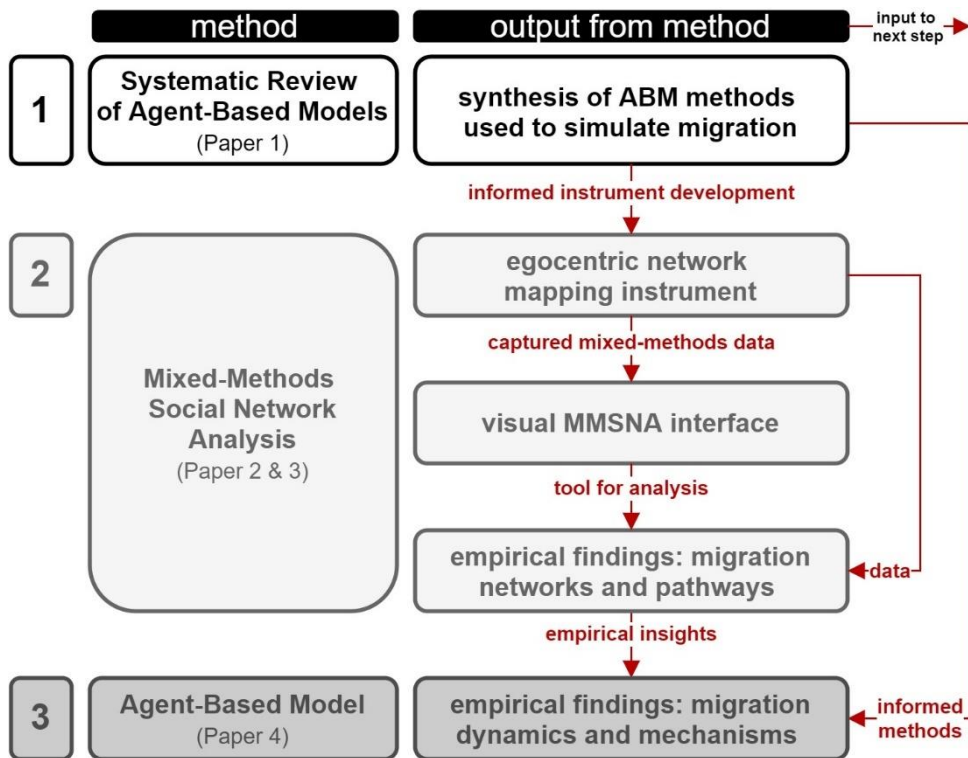 method
output from method
input to
next step
1
Systematic Review
of Agent-Based Models
(Paper 1)
synthesis of ABM methods
used to simulate migration
informed instrument development
2
Mixed-Methods
Social Network
Analysis
(Paper 2 & 3)
egocentric network
mapping instrument
captured mixed-methods data
visual MMSNA interface
tool for analysis
empirical findings: migration
networks and pathways
data
empirical insights
3
Agent-Based Model
(Paper 4)
empirical findings: migration
dynamics and mechanisms
informed
methods